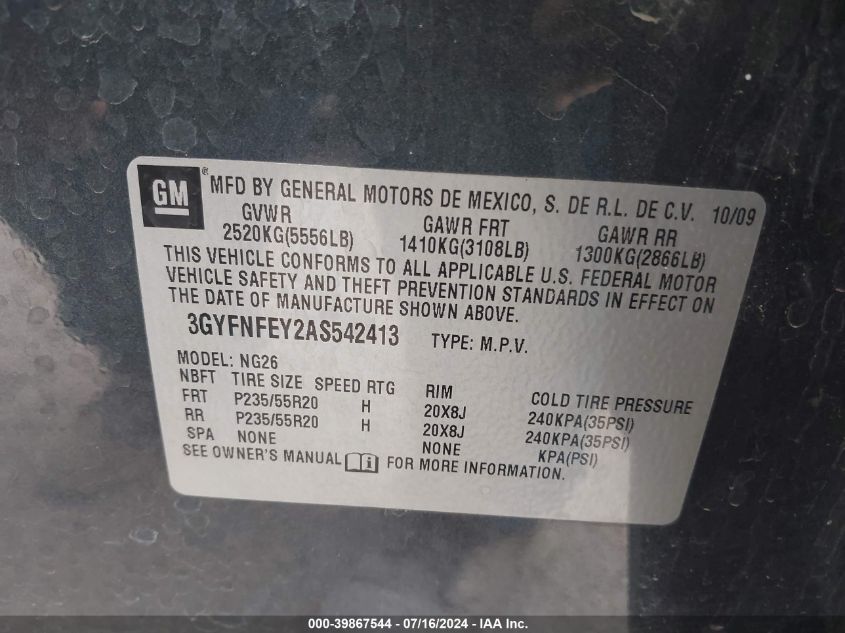 GM ® MFD BY GENERAL MOTORS DE MEXICO, S. DE R.L. DE C.V. 10/09
GVWR GAWR FRT GAWR RR
2520KG(5556LB) 1410KG(3108LB) 1300KG(2866LB)
THIS VEHICLE CONFORMS TO ALL APPLICABLE U.S. FEDERAL MOTOR
VEHICLE SAFETY AND THEFT PREVENTION STANDARDS IN EFFECT ON
THE DATE OF MANUFACTURE SHOWN ABOVE.
3GYFNFEY2AS542413 TYPE: M.P.V.
MODEL: NG26
NBFT TIRE SIZE SPEED RTG RIM COLD TIRE PRESSURE
FRT P235/55R20 H 20X8J 240KPA(35PSI)
RR P235/55R20 H 20X8J 240KPA(35PSI)
SPA NONE NONE KPA(PSI)
SEE OWNER'S MANUAL i FOR MORE INFORMATION.
000-39867544 / 07/16/2024 - IAA Inc.